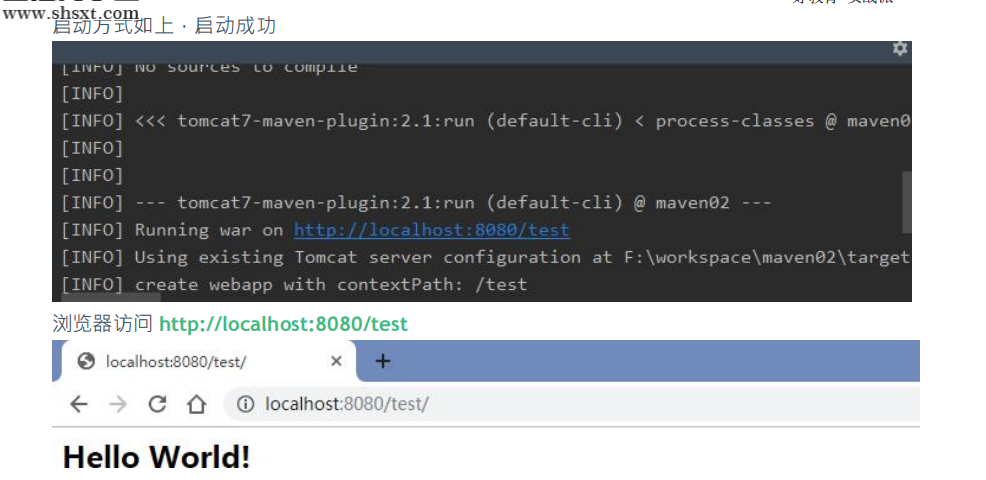 www.shsxt.com
启动方式如上，启动成功
[INFO] No sources to compile
[INFO]
[INFO] <<< tomcat7-maven-plugin:2.1:run (default-cli) < process-classes @ maven0
[INFO]
[INFO]
[INFO] --- tomcat7-maven-plugin:2.1:run (default-cli) @ maven02 ---
[INFO] Running war on http://localhost:8080/test
[INFO] Using existing Tomcat server configuration at F:\workspace\maven02\target
[INFO] create webapp with contextPath: /test
浏览器访问 http://localhost:8080/test
localhost:8080/test/
localhost:8080/test/
Hello World!